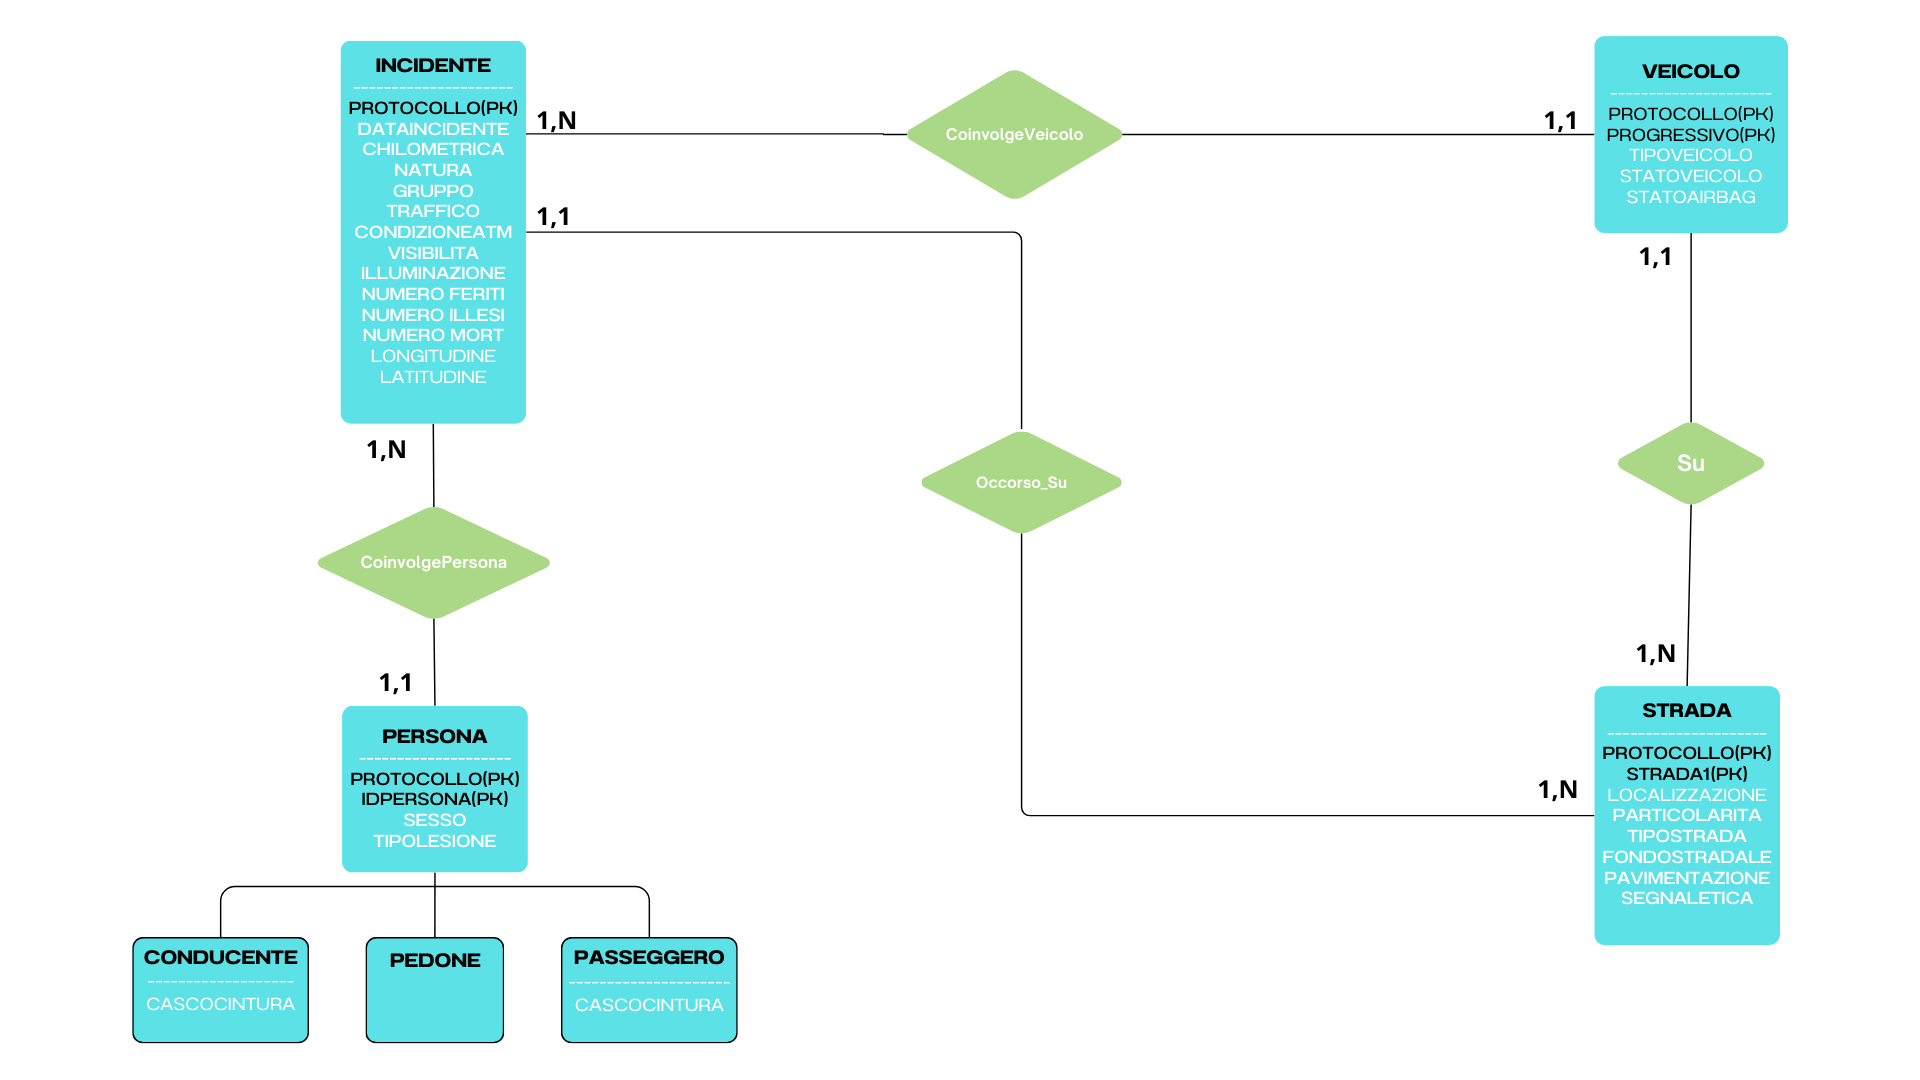 INCIDENTE
PROTOCOLLO(PK)
DATAINCIDENTE
CHILOMETRICA
NATURA
GRUPPO
TRAFFICO
CONDIZIONEATM
VISIBILITA
ILLUMINAZIONE
NUMERO FERITI
NUMERO ILLESI
NUMERO MORT
LONGITUDINE
LATITUDINE
1,N
CoinvolgeVeicolo
1,1
VEICOLO
PROTOCOLLO(PK)
PROGRESSIVO(PK)
TIPOVEICOLO
STATOVEICOLO
STATOAIRBAG
1,1
1,1
1,N
Occorso_Su
Su
CoinvolgePersona
1,N
1,1
1,N
PERSONA
PROTOCOLLO(PK)
IDPERSONA(PK)
SESSO
TIPOLESIONE
STRADA
PROTOCOLLO(PK)
STRADA1(PK)
LOCALIZZAZIONE
PARTICOLARITA
TIPOSTRADA
FONDOSTRADALE
PAVIMENTAZIONE
SEGNALETICA
CONDUCENTE
CASCOCINTURA
PEDONE
PASSEGGERO
CASCOCINTURA